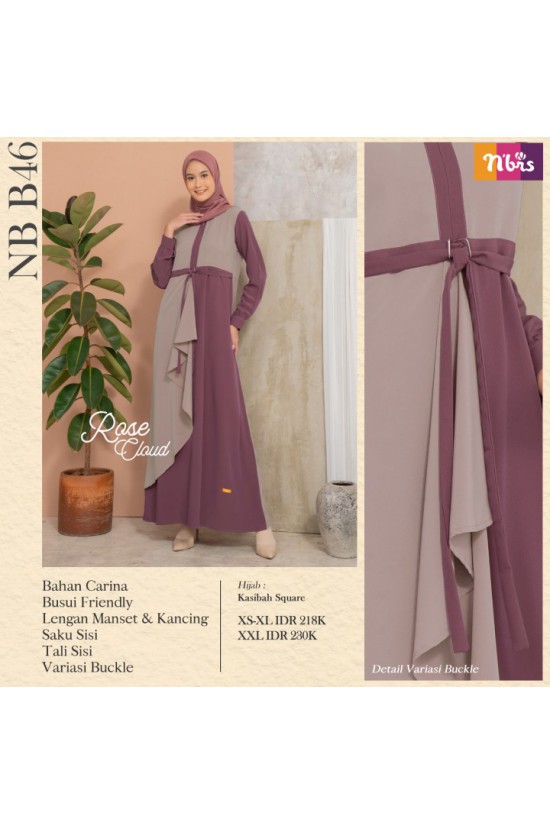 NB B46
N'brs
Rose
Cloud
Bahan Carina
Busui Friendly
Lengan Manset & Kancing
Saku Sisi
Tali Sisi
Variasi Buckle
Hijab :
Kasibah Square
XS-XL IDR 218K
XXL IDR 230K
Detail Variasi Buckle